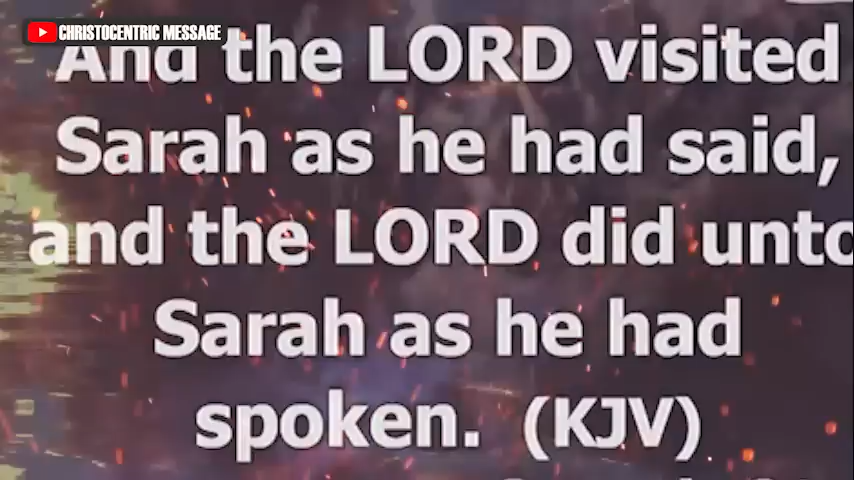 CHRISTOCENTRIC MESSAGE
And the LORD visited
Sarah as he had said,
and the LORD did unto
Sarah as he had
spoken. (KJV)